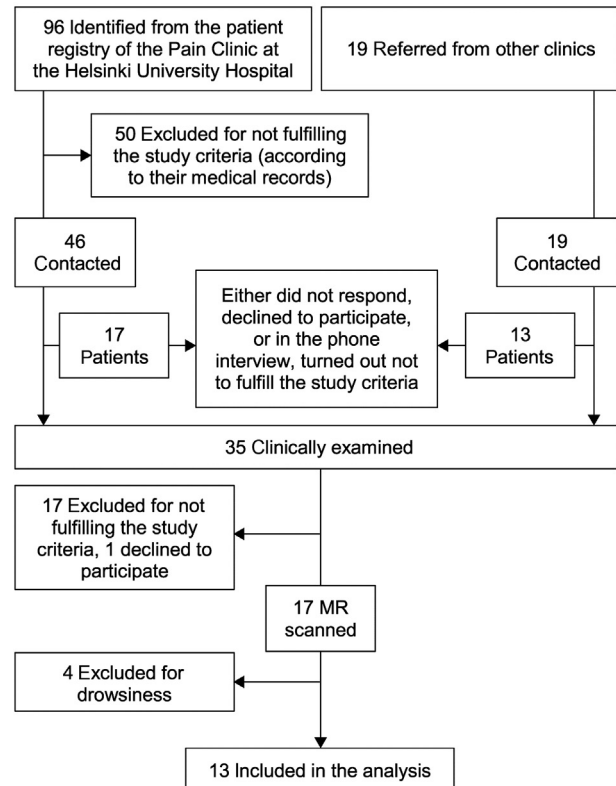 96 Identified from the patient
registry of the Pain Clinic at
the Helsinki University Hospital
19 Referred from other clinics
50 Excluded for not fulfilling
the study criteria (according
to their medical records)
46
Contacted
19
Contacted
Either did not respond,
declined to participate,
or in the phone
interview, turned out not
to fulfill the study criteria
17
Patients
13
Patients
35 Clinically examined
17 Excluded for not
fulfilling the study
criteria, 1 declined to
participate
17 MR
scanned
4 Excluded for
drowsiness
13 Included in the analysis